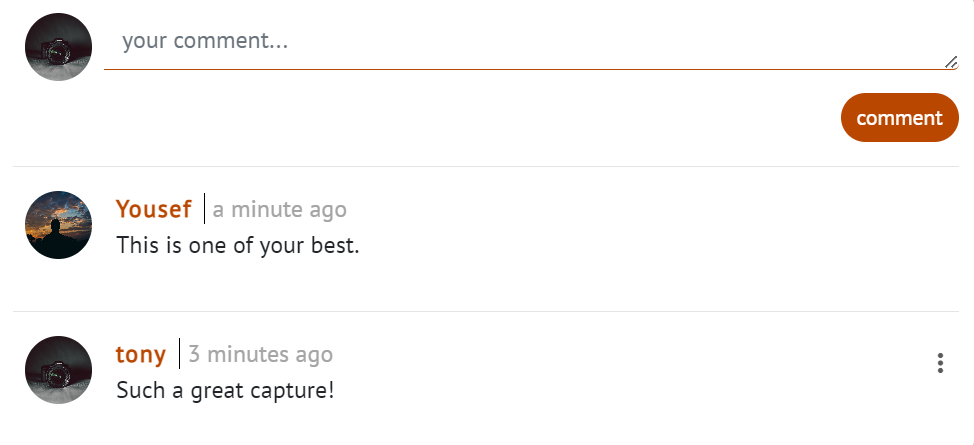 your comment...
comment
Yousef | a minute ago
This is one of your best.
tony | 3 minutes ago
Such a great capture!